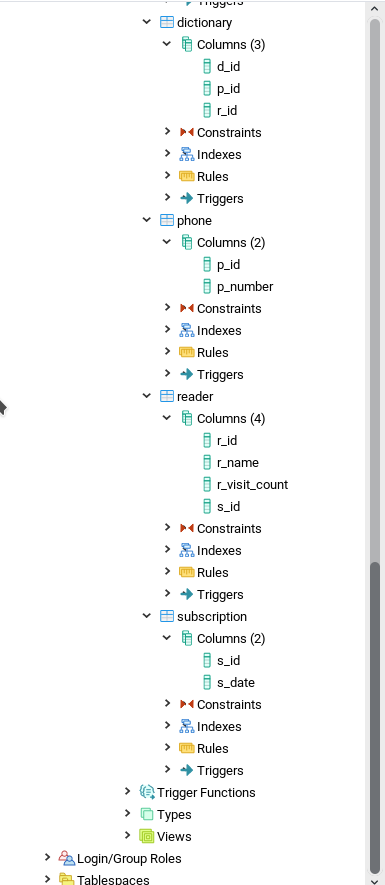 Triggers
dictionary
Columns (3)
d_id
p_id
r_id
Constraints
Indexes
Rules
Triggers
phone
Columns (2)
p_id
p_number
Constraints
Indexes
Rules
Triggers
reader
Columns (4)
r_id
r_name
r_visit_count
s_id
Constraints
Indexes
Rules
Triggers
subscription
Columns (2)
s_id
s_date
Constraints
Indexes
Rules
Triggers
Trigger Functions
Types
Views
Login/Group Roles
Tablespaces